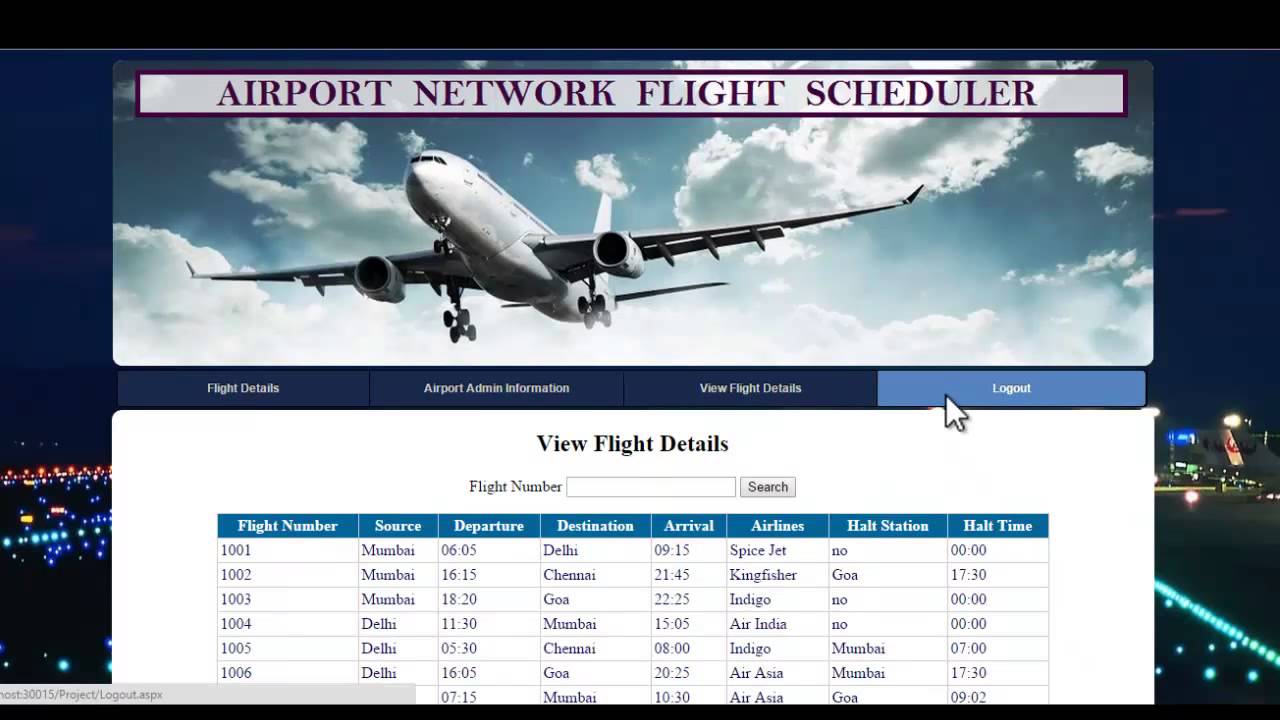 AIRPORT NETWORK FLIGHT SCHEDULER
Flight Details Airport Admin Information View Flight Details Logout
View Flight Details
Flight Number Search
Flight Number Source Departure Destination Arrival Airlines Halt Station Halt Time
1001 Mumbai 06:05 Delhi 09:15 Spice Jet no 00:00
1002 Mumbai 16:15 Chennai 21:45 Kingfisher Goa 17:30
1003 Mumbai 18:20 Goa 22:25 Indigo no 00:00
1004 Delhi 11:30 Mumbai 15:05 Air India no 00:00
1005 Delhi 05:30 Chennai 08:00 Indigo Mumbai 07:00
1006 Delhi 16:05 Goa 20:25 Air Asia Mumbai 17:30
07:15 Mumbai 10:30 Air Asia Goa 09:02
host:30015/Project/Logout.aspx